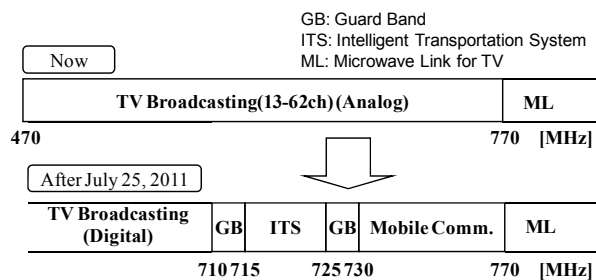 GB: Guard Band
ITS: Intelligent Transportation System
ML: Microwave Link for TV
Now
TV Broadcasting(13-62ch)(Analog) ML
470 770 [MHz]
After July 25, 2011
TV Broadcasting
(Digital) GB ITS GB Mobile Comm. ML
710 715 725 730 770 [MHz]